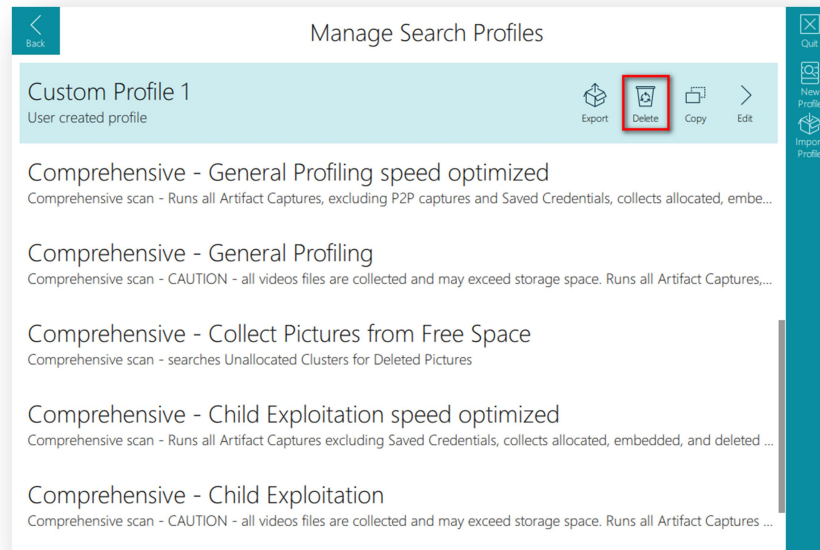 Manage Search Profiles
Back
Quit
New
Profile
Import
Profile
Custom Profile 1
User created profile
Export
Delete
Copy
Edit
Comprehensive - General Profiling speed optimized
Comprehensive scan - Runs all Artifact Captures, excluding P2P captures and Saved Credentials, collects allocated, embe...
Comprehensive - General Profiling
Comprehensive scan - CAUTION - all videos files are collected and may exceed storage space. Runs all Artifact Captures,...
Comprehensive - Collect Pictures from Free Space
Comprehensive scan - searches Unallocated Clusters for Deleted Pictures
Comprehensive - Child Exploitation speed optimized
Comprehensive scan - Runs all Artifact Captures excluding Saved Credentials, collects allocated, embedded, and deleted ...
Comprehensive - Child Exploitation
Comprehensive scan - CAUTION - all videos files are collected and may exceed storage space. Runs all Artifact Captures ...